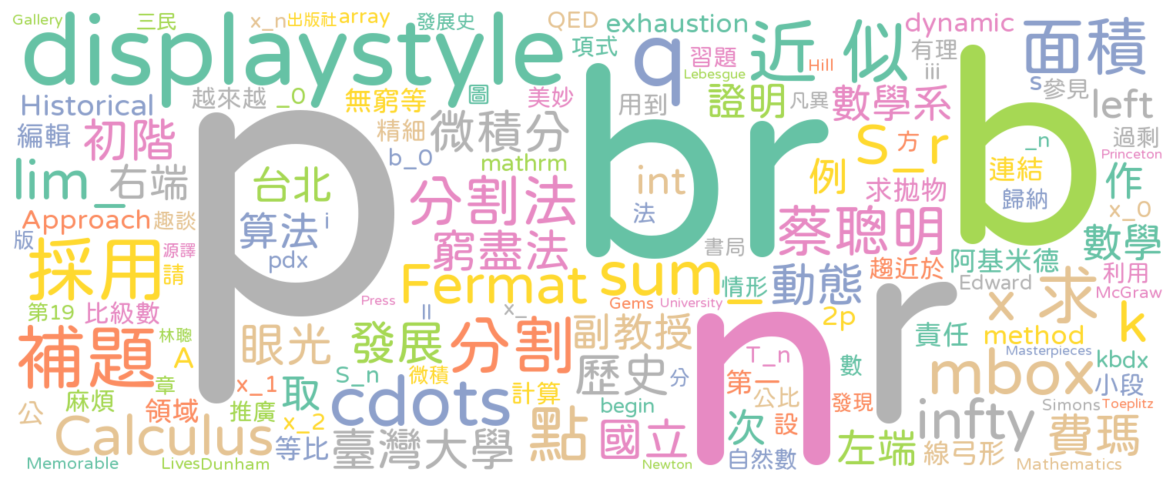 Gallery 三民 x_n 出版社 array 發展史 QED exhaustion dynamic
displaystyle q 近似 項式 習題 有理 面積
Lebesgue Hill iii s 參見
Historical 越來越 _0 無窮等 圖 美妙 用到 證明 凡異 數學系 left
編輯 初階 p 精細 微積分 br b S_r 方 _n 過剩
b_0 mathrm 連結 Princeton
lim_ 右端 台北 分割法 int 例 求拋物 歸納 作
Approach 趣談 算法 i 窮盡法 法 蔡聰明 x_0
版 源譯 pdx 書局 數學
採用 請 Fermat sum_ 情形 動態 趨近於 阿基米德 利用
第19 比級數 Press Gems University Edward McGraw
補題 林聰 眼光 發展 II x_ 分割 副教授 n r 2p x 求 k
A 責任 method Masterpieces kbdx
章 x_1 取 S_n 微積 歷史 分 T_n 數 mbox 小段
麻煩 領域 cdots 計算 第一 公比 發現 Simons Toeplitz
公 推廣 x_2 begin 設 infty
Calculus 等比 臺灣大學 點 國立 次 左端 線弓形 費瑪
Memorable Lives Dunham Newton 自然數 Mathematics